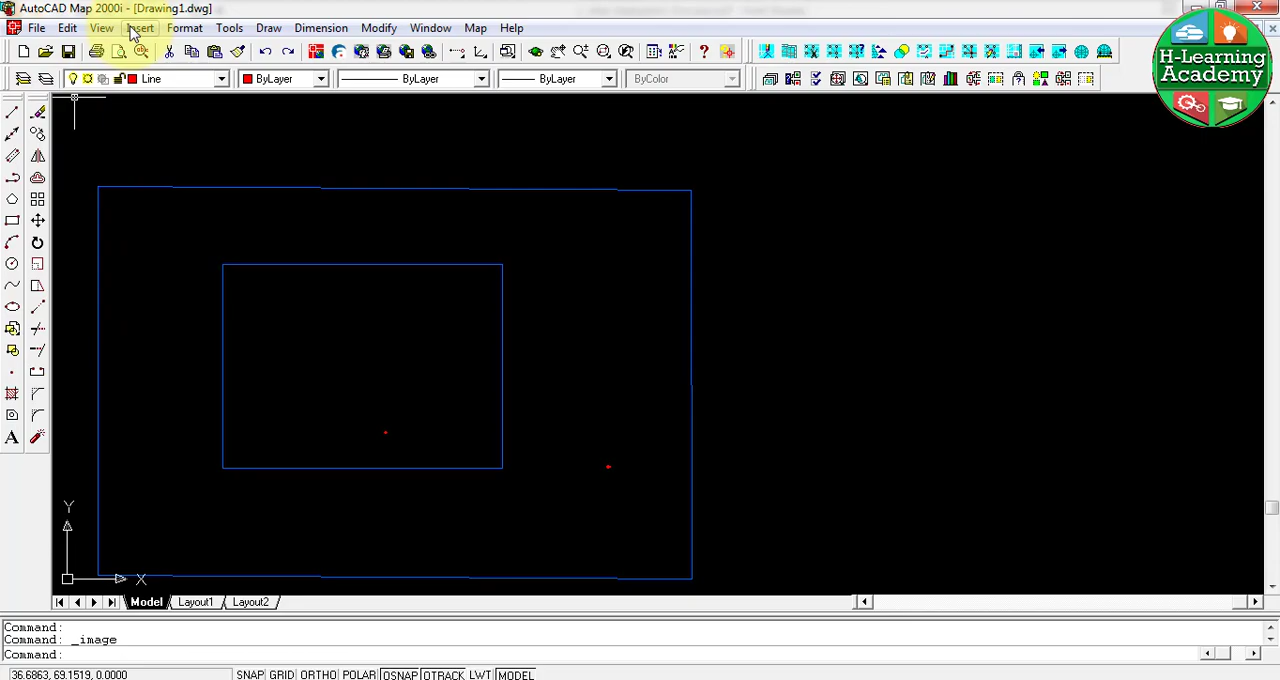 AutoCAD Map 2000i - [Drawing1.dwg]
File Edit View Insert Format Tools Draw Dimension Modify Map Window Help
Line ByLayer ByLayer ByLayer ByColor
H-Learning
Academy
A
Y
X
Model Layout1 Layout2
Command:
Command: _image
Command:
36.6863, 69.1519, 0.0000 SNAP GRID ORTHO POLAR OSNAP OTRACK LWT MODEL